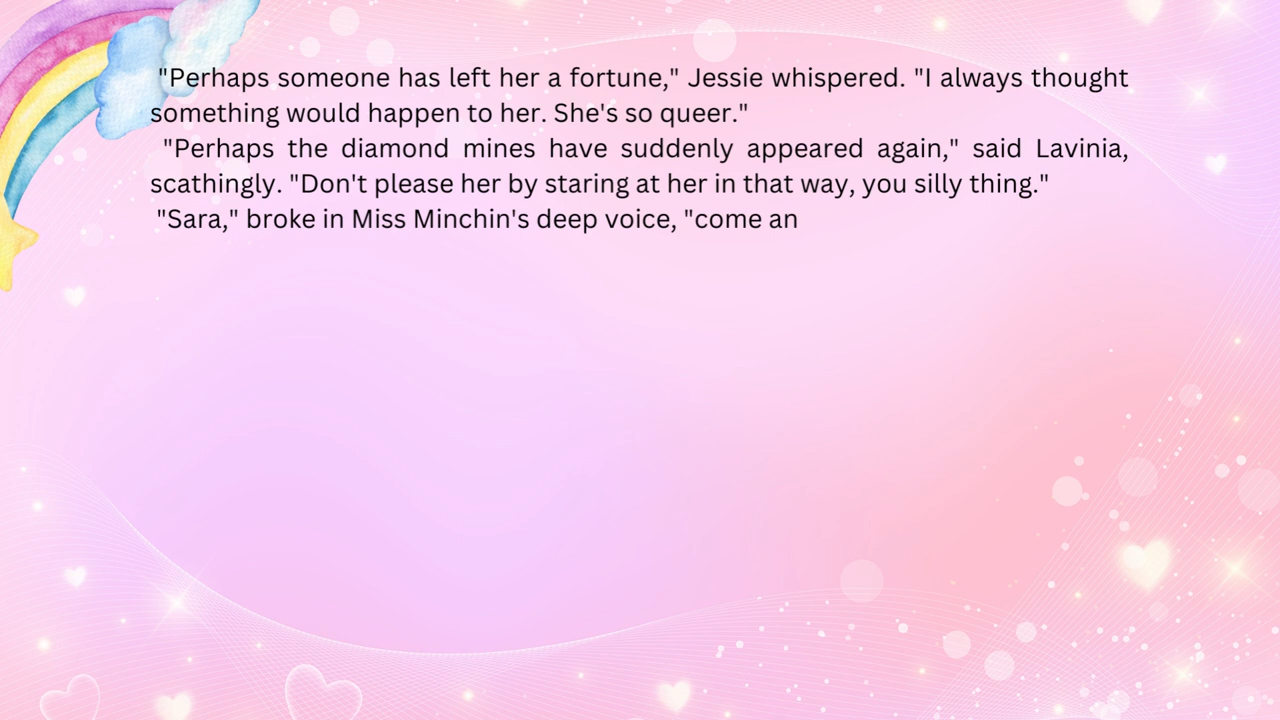 "Perhaps someone has left her a fortune," Jessie whispered. "I always thought
something would happen to her. She's so queer."
"Perhaps the diamond mines have suddenly appeared again," said Lavinia,
scathingly. "Don't please her by staring at her in that way, you silly thing."
"Sara," broke in Miss Minchin's deep voice, "come an